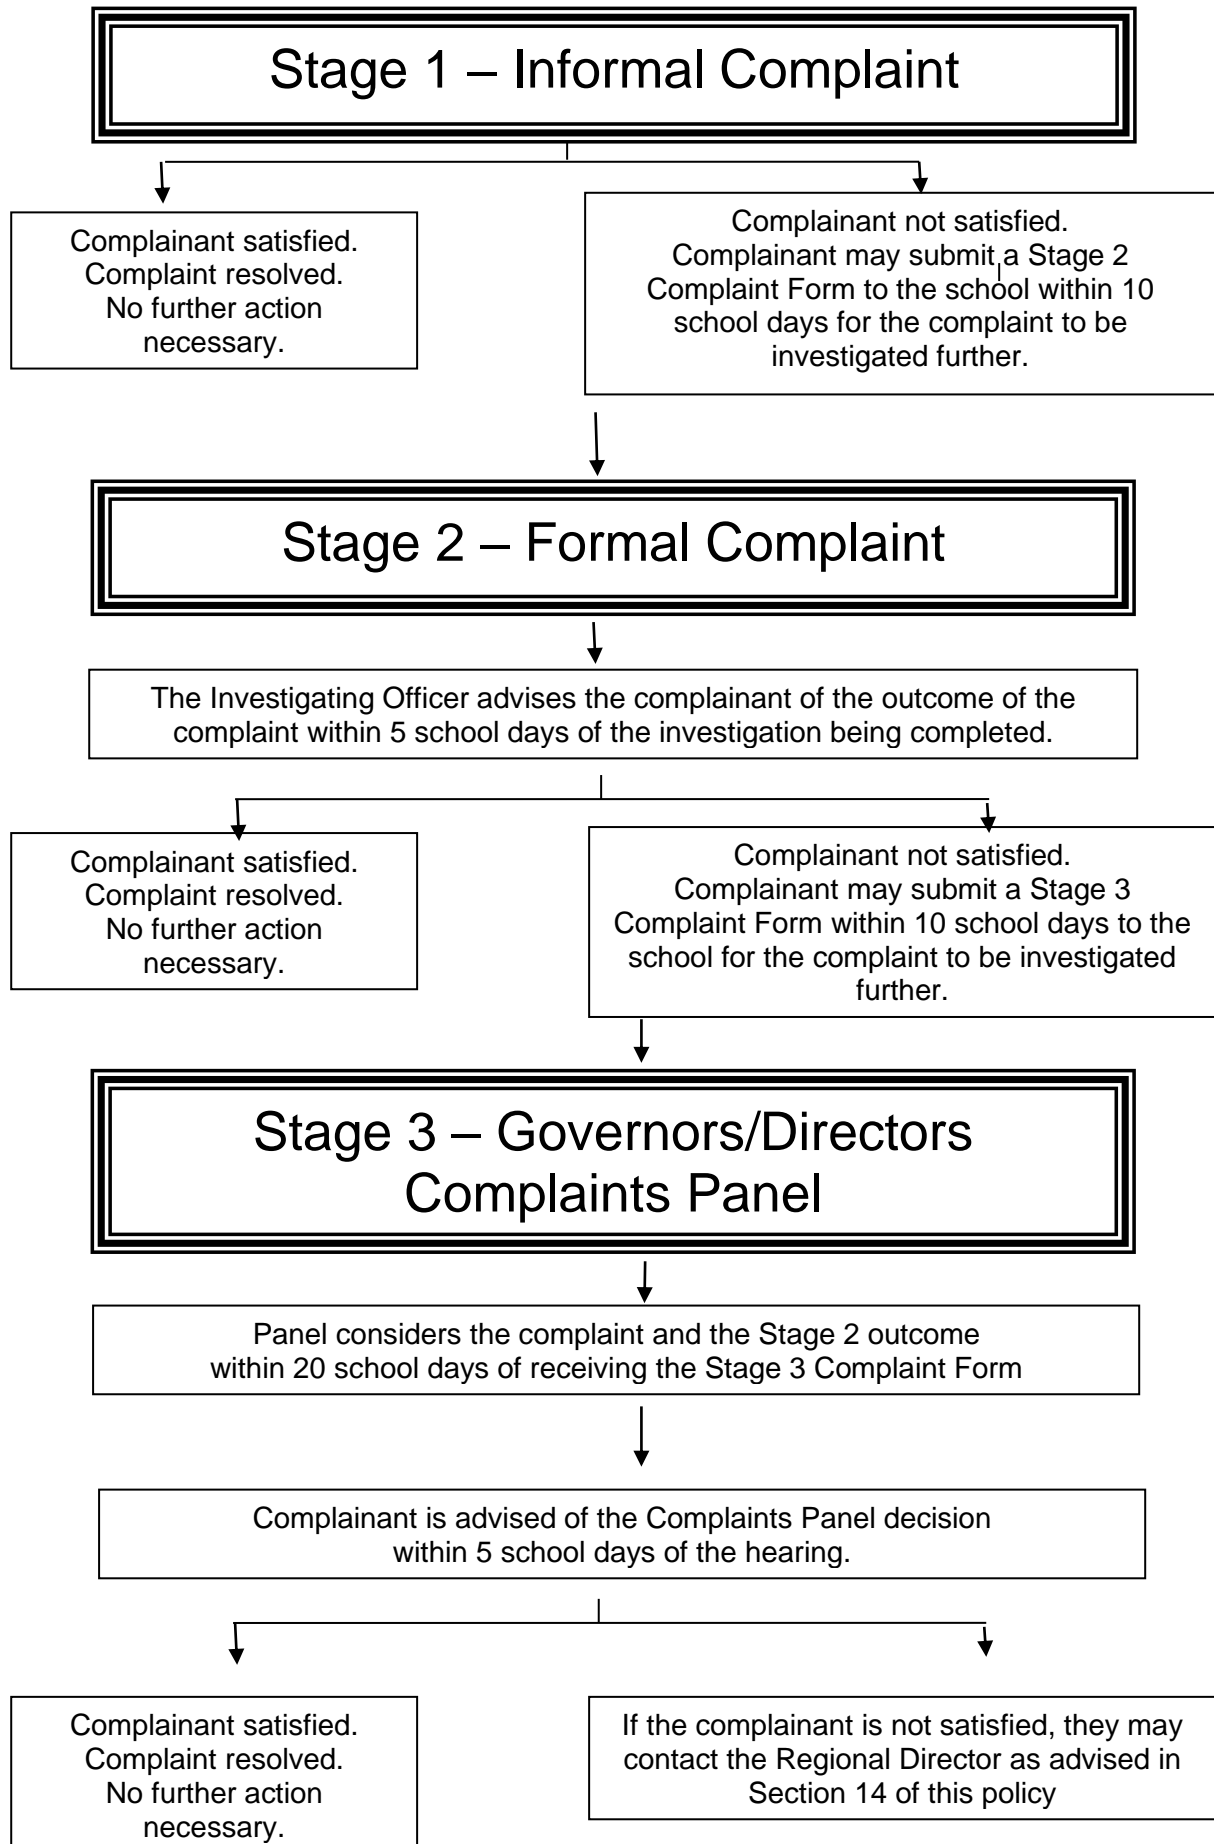 Stage 1 – Informal Complaint
Complainant satisfied.
Complaint resolved.
No further action
necessary.
Complainant not satisfied.
Complainant may submit a Stage 2
Complaint Form to the school within 10
school days for the complaint to be
investigated further.
Stage 2 – Formal Complaint
The Investigating Officer advises the complainant of the outcome of the
complaint within 5 school days of the investigation being completed.
Complainant satisfied.
Complaint resolved.
No further action
necessary.
Complainant not satisfied.
Complainant may submit a Stage 3
Complaint Form within 10 school days to the
school for the complaint to be investigated
further.
Stage 3 – Governors/Directors
Complaints Panel
Panel considers the complaint and the Stage 2 outcome
within 20 school days of receiving the Stage 3 Complaint Form
Complainant is advised of the Complaints Panel decision
within 5 school days of the hearing.
Complainant satisfied.
Complaint resolved.
No further action
necessary.
If the complainant is not satisfied, they may
contact the Regional Director as advised in
Section 14 of this policy